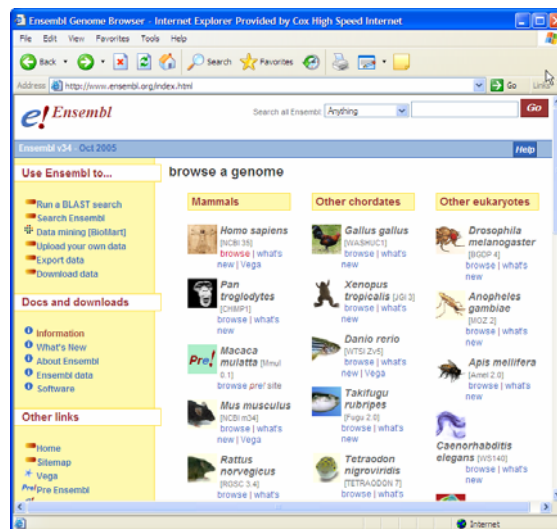 Ensembl Genome Browser - Internet Explorer Provided by Cox High Speed Internet
File Edit View Favorites Tools Help
Back Search Favorites
Address http://www.ensembl.org/index.html Go Links
e! Ensembl Search all Ensembl: Anything Go
Ensembl v34 - Oct 2005 Help
Use Ensembl to...
Run a BLAST search
Search Ensembl
Data mining [BioMart]
Upload your own data
Export data
Download data
Docs and downloads
Information
What's New
About Ensembl
Ensembl data
Software
Other links
Home
Sitemap
Vega
Pre! Pre Ensembl
browse a genome
Mammals
Homo sapiens
[NCBI 35]
browse | what's
new | Vega
Pan
troglodytes
[CHIMP1]
browse | what's
new
Pre!
Macaca
mulatta [Mmul
0.1]
browse pre! site
Mus musculus
[NCBI m34]
browse | what's
new | Vega
Rattus
norvegicus
[RGSC 3.4]
browse | what's
Other chordates
Gallus gallus
[WASHUC1]
browse | what's
new
Xenopus
tropicalis [JGI 3]
browse | what's
new
Danio rerio
[WTSI Zv5]
browse | what's
new | Vega
Takifugu
rubripes
[Fugu 2.0]
browse | what's
new
Tetraodon
nigroviridis
[TETRAODON 7]
browse | what's
Other eukaryotes
Drosophila
melanogaster
[BDGP 4]
browse | what's
new
Anopheles
gambiae
[MOZ 2]
browse | what's
new
Apis mellifera
[Amel 2.0]
browse | what's
new
Caenorhabditis
elegans [WS140]
browse | what's
new
Internet